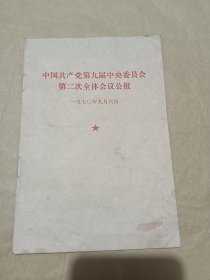 中国共产党第九届中央委员会
第二次全体会议公报
一九七〇年九月六日